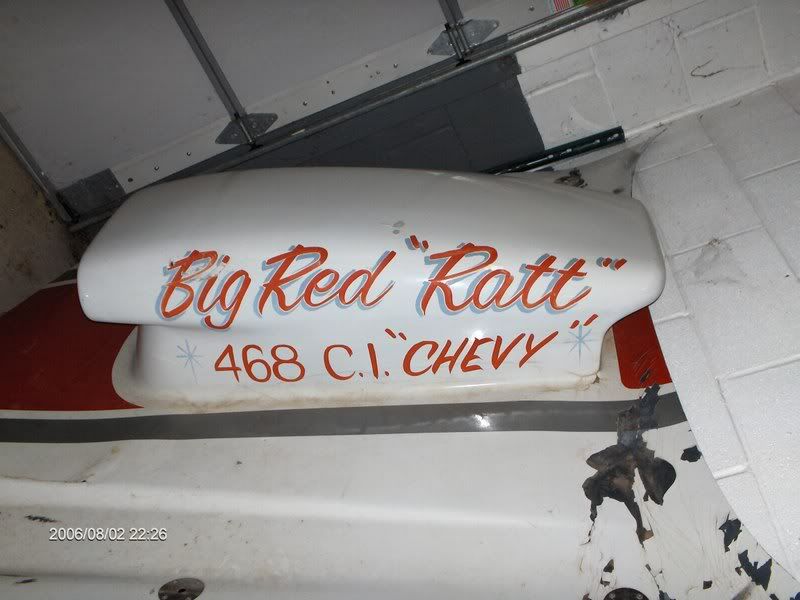 Big Red "Ratt"
468 C.I. "CHEVY"
2006/08/02 22:26